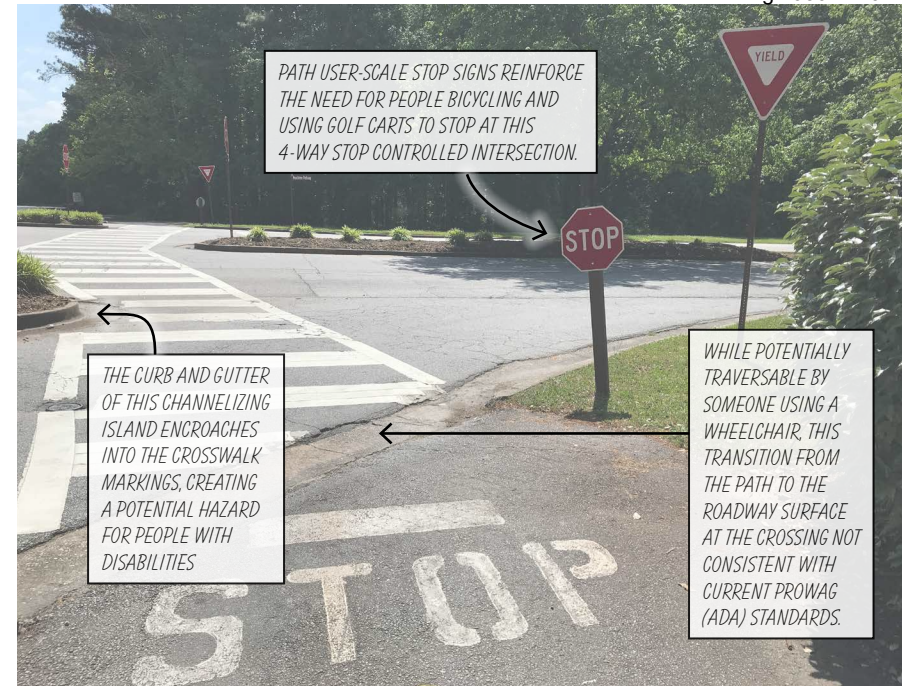 PATH USER-SCALE STOP SIGNS REINFORCE
THE NEED FOR PEOPLE BICYCLING AND
USING GOLF CARTS TO STOP AT THIS
4-WAY STOP CONTROLLED INTERSECTION.
YIELD
STOP
THE CURB AND GUTTER
OF THIS CHANNELIZING
ISLAND ENCROACHES
INTO THE CROSSWALK
MARKINGS, CREATING
A POTENTIAL HAZARD
FOR PEOPLE WITH
DISABILITIES
WHILE POTENTIALLY
TRAVERSABLE BY
SOMEONE USING A
WHEELCHAIR, THIS
TRANSITION FROM
THE PATH TO THE
ROADWAY SURFACE
AT THE CROSSING NOT
CONSISTENT WITH
CURRENT PROWAG
(ADA) STANDARDS.
STOP